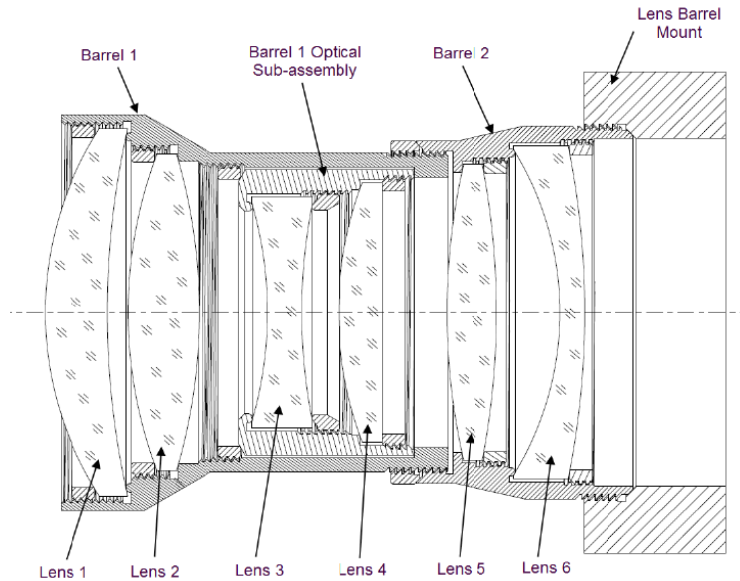 Lens Barrel
Mount
Barrel 1
Barrel 1 Optical
Sub-assembly
Barrel 2
Lens 1
Lens 2
Lens 3
Lens 4
Lens 5
Lens 6